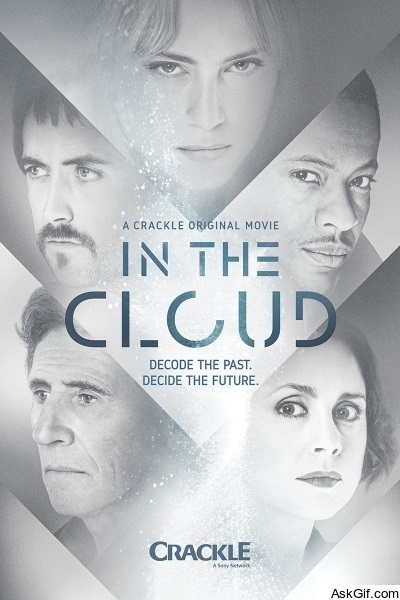 A CRACKLE ORIGINAL MOVIE
IN THE
CLOUD
DECODE THE PAST.
DECIDE THE FUTURE.
CRACKLE
A Sony Network
AskGif.com